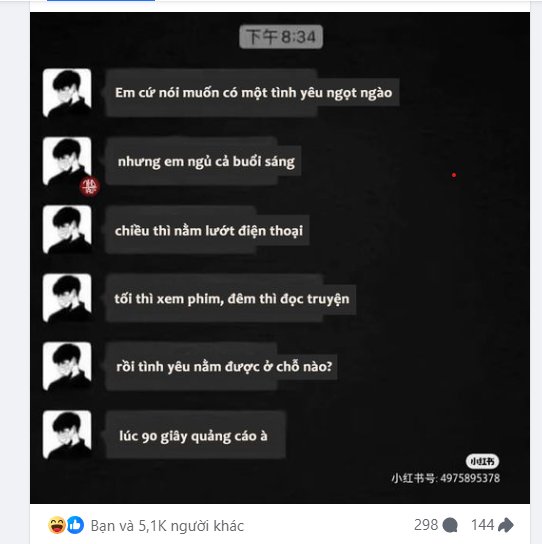 下午 8:34
Em cứ nói muốn có một tình yêu ngọt ngào
nhưng em ngủ cả buổi sáng
chiều thì nằm lướt điện thoại
tối thì xem phim, đêm thì đọc truyện
rồi tình yêu nằm được ở chỗ nào?
lúc 90 giây quảng cáo à
小红书
小红书号: 4975895378
Bạn và 5,1K người khác
298
144